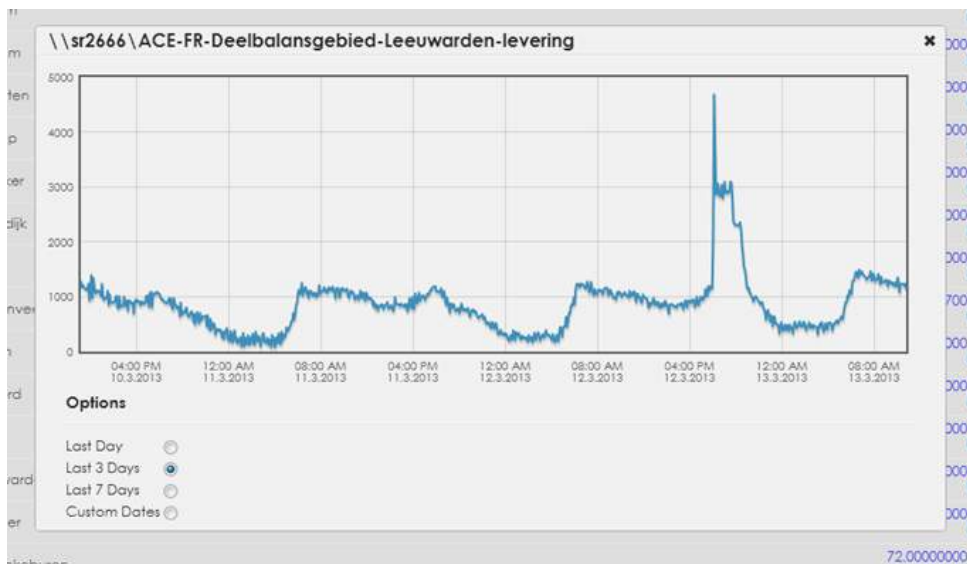 \\sr2666\ACE-FR-Deelbalansgebied-Leeuwarden-levering
5000
4000
3000
2000
1000
0
04:00 PM 12:00 AM 08:00 AM 04:00 PM 12:00 AM 08:00 AM 04:00 PM 12:00 AM 08:00 AM
10.3.2013 11.3.2013 11.3.2013 11.3.2013 12.3.2013 12.3.2013 12.3.2013 13.3.2013 13.3.2013
Options
Last Day
Last 3 Days
Last 7 Days
Custom Dates
72.00000000